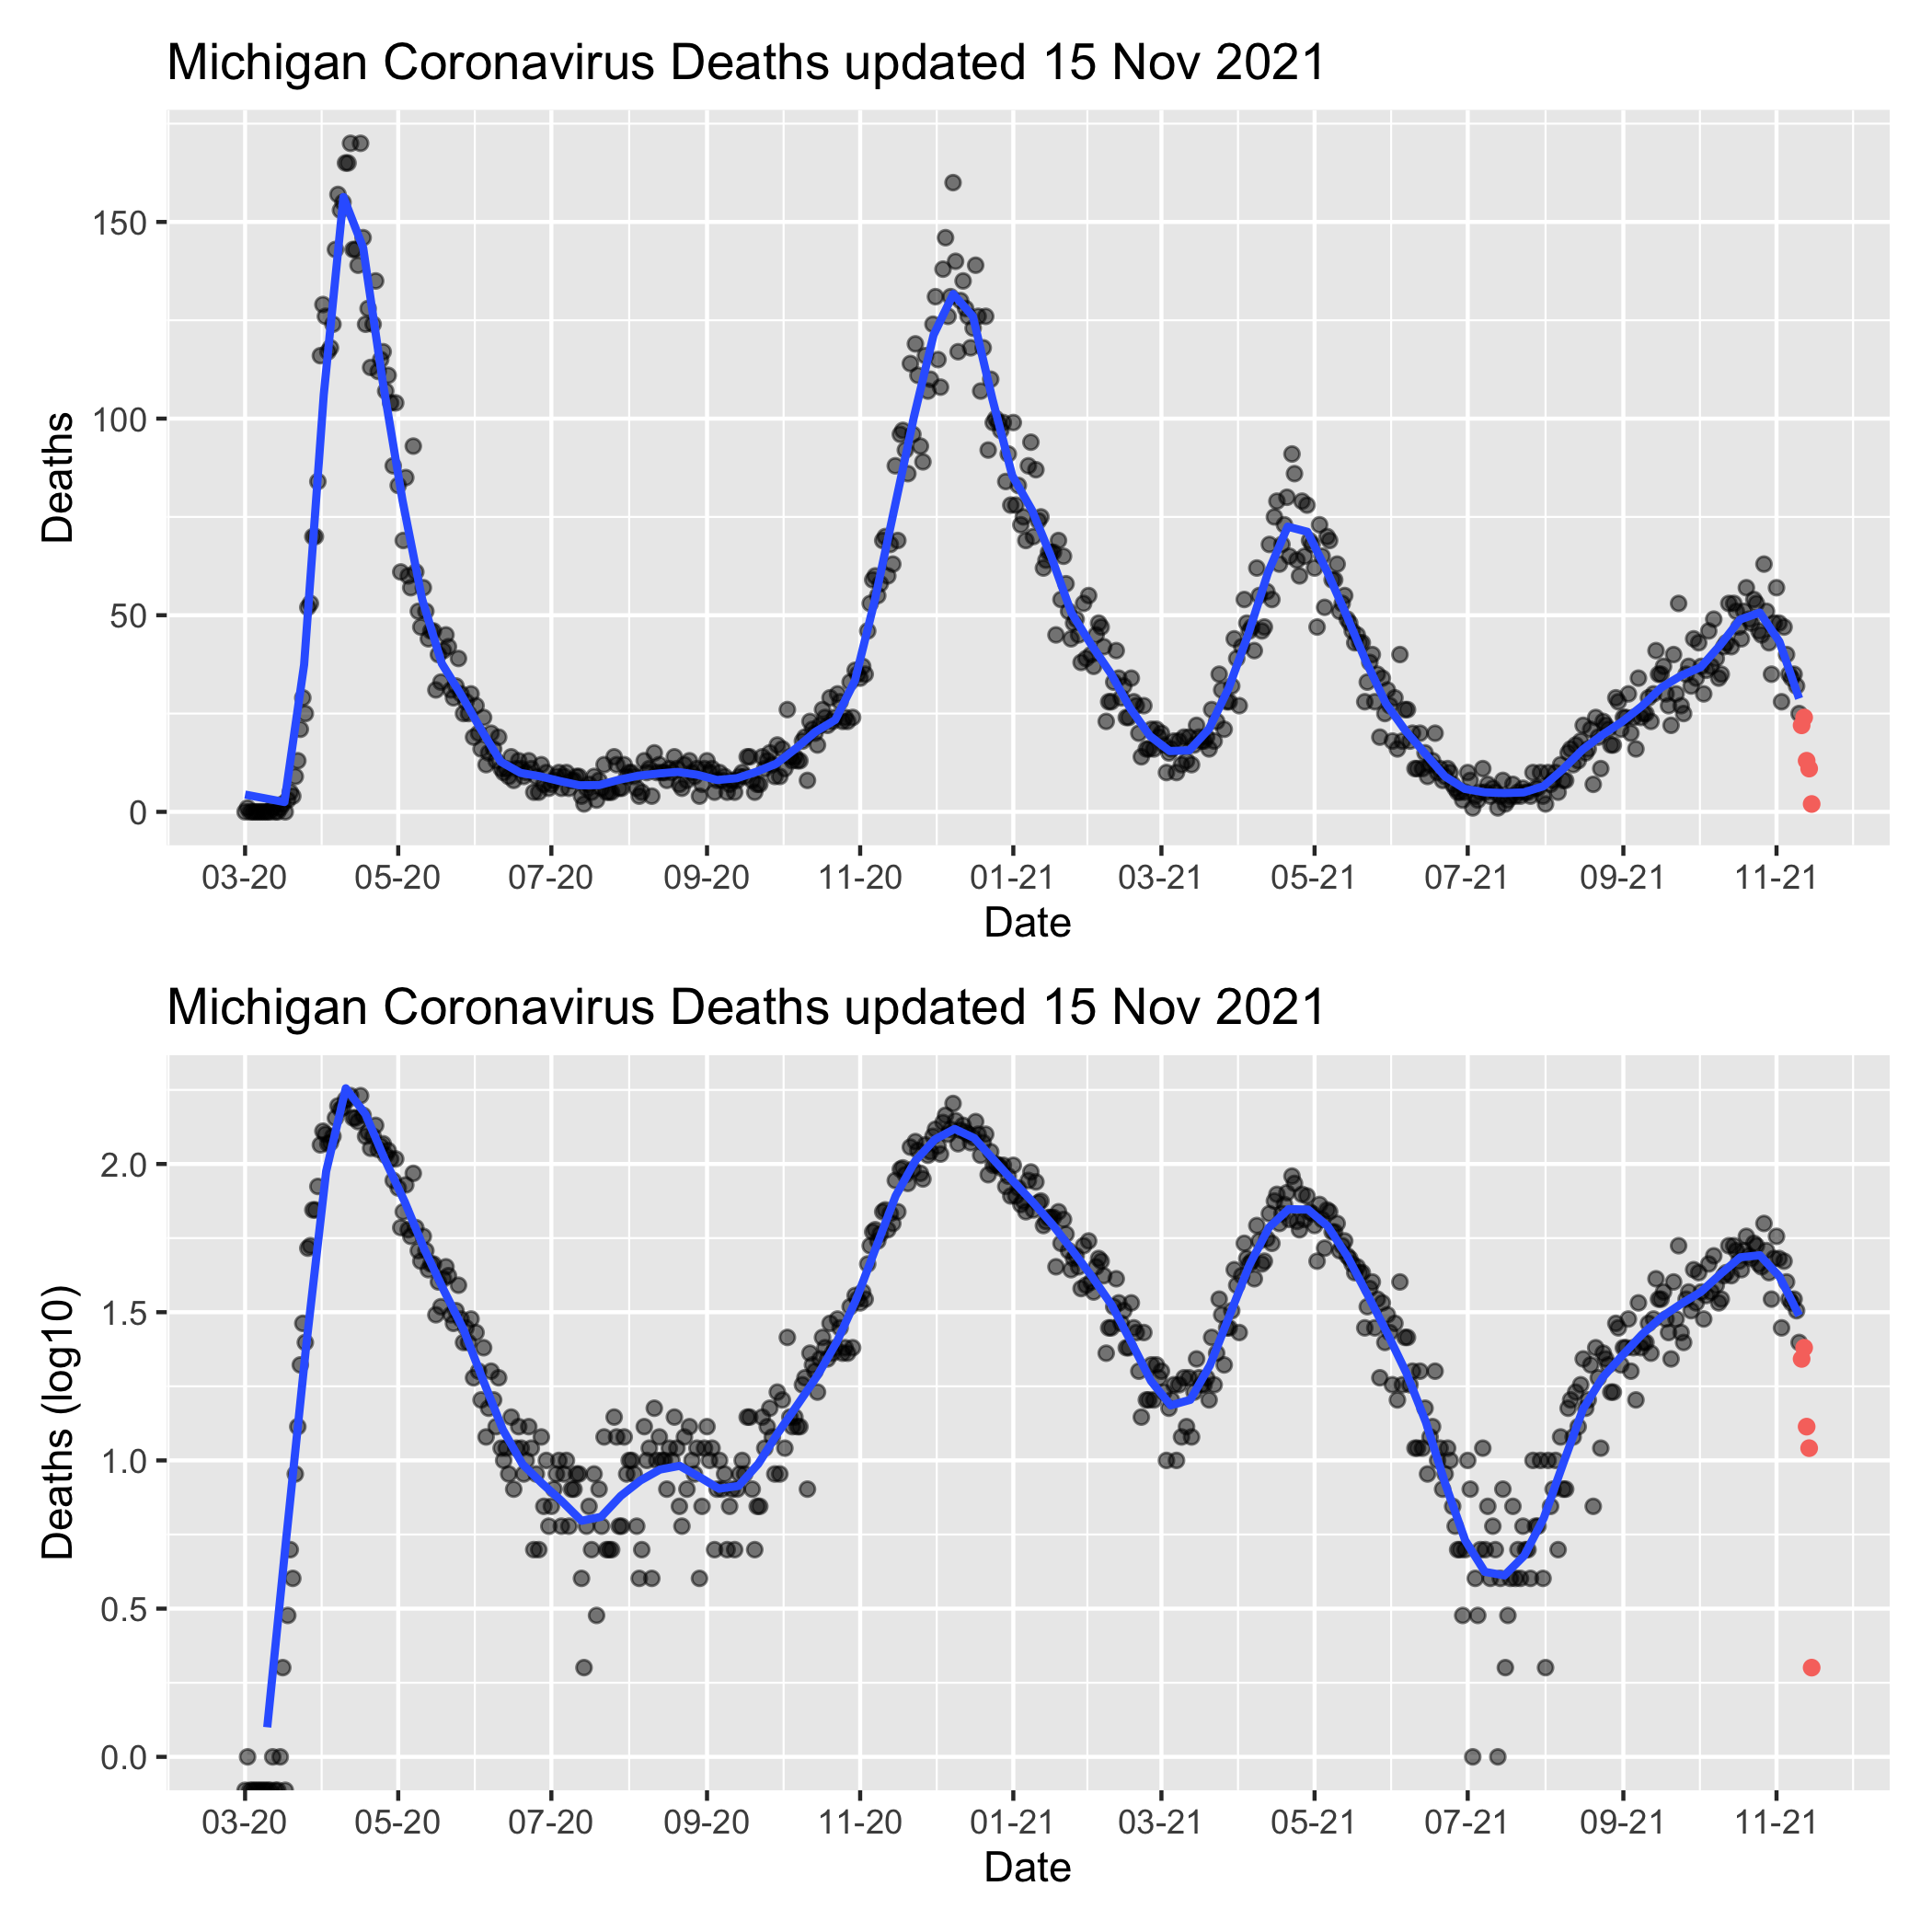 Michigan Coronavirus Deaths updated 15 Nov 2021
150
100
50
0
Deaths
03-20 05-20 07-20 09-20 11-20 01-21 03-21 05-21 07-21 09-21 11-21
Date
Michigan Coronavirus Deaths updated 15 Nov 2021
2.0
1.5
1.0
0.5
0.0
Deaths (log10)
03-20 05-20 07-20 09-20 11-20 01-21 03-21 05-21 07-21 09-21 11-21
Date